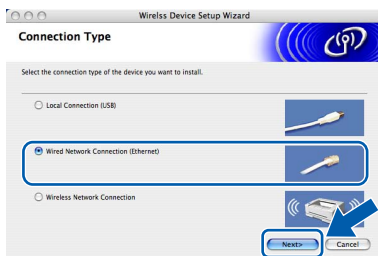 Wirelss Device Setup Wizard
Connection Type
Select the connection type of the device you want to install.
Local Connection (USB)
Wired Network Connection (Ethernet)
Wireless Network Connection
Next>
Cancel